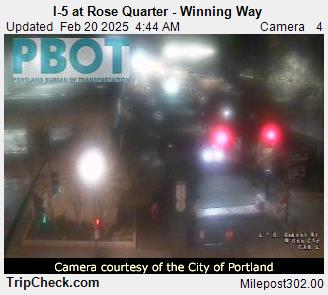 I-5 at Rose Quarter - Winning Way
Updated Feb 20 2025 4:44 AM Camera 4
PBOT
PORTLAND BUREAU OF TRANSPORTATION
Camera courtesy of the City of Portland
TripCheck.com Milepost302.00